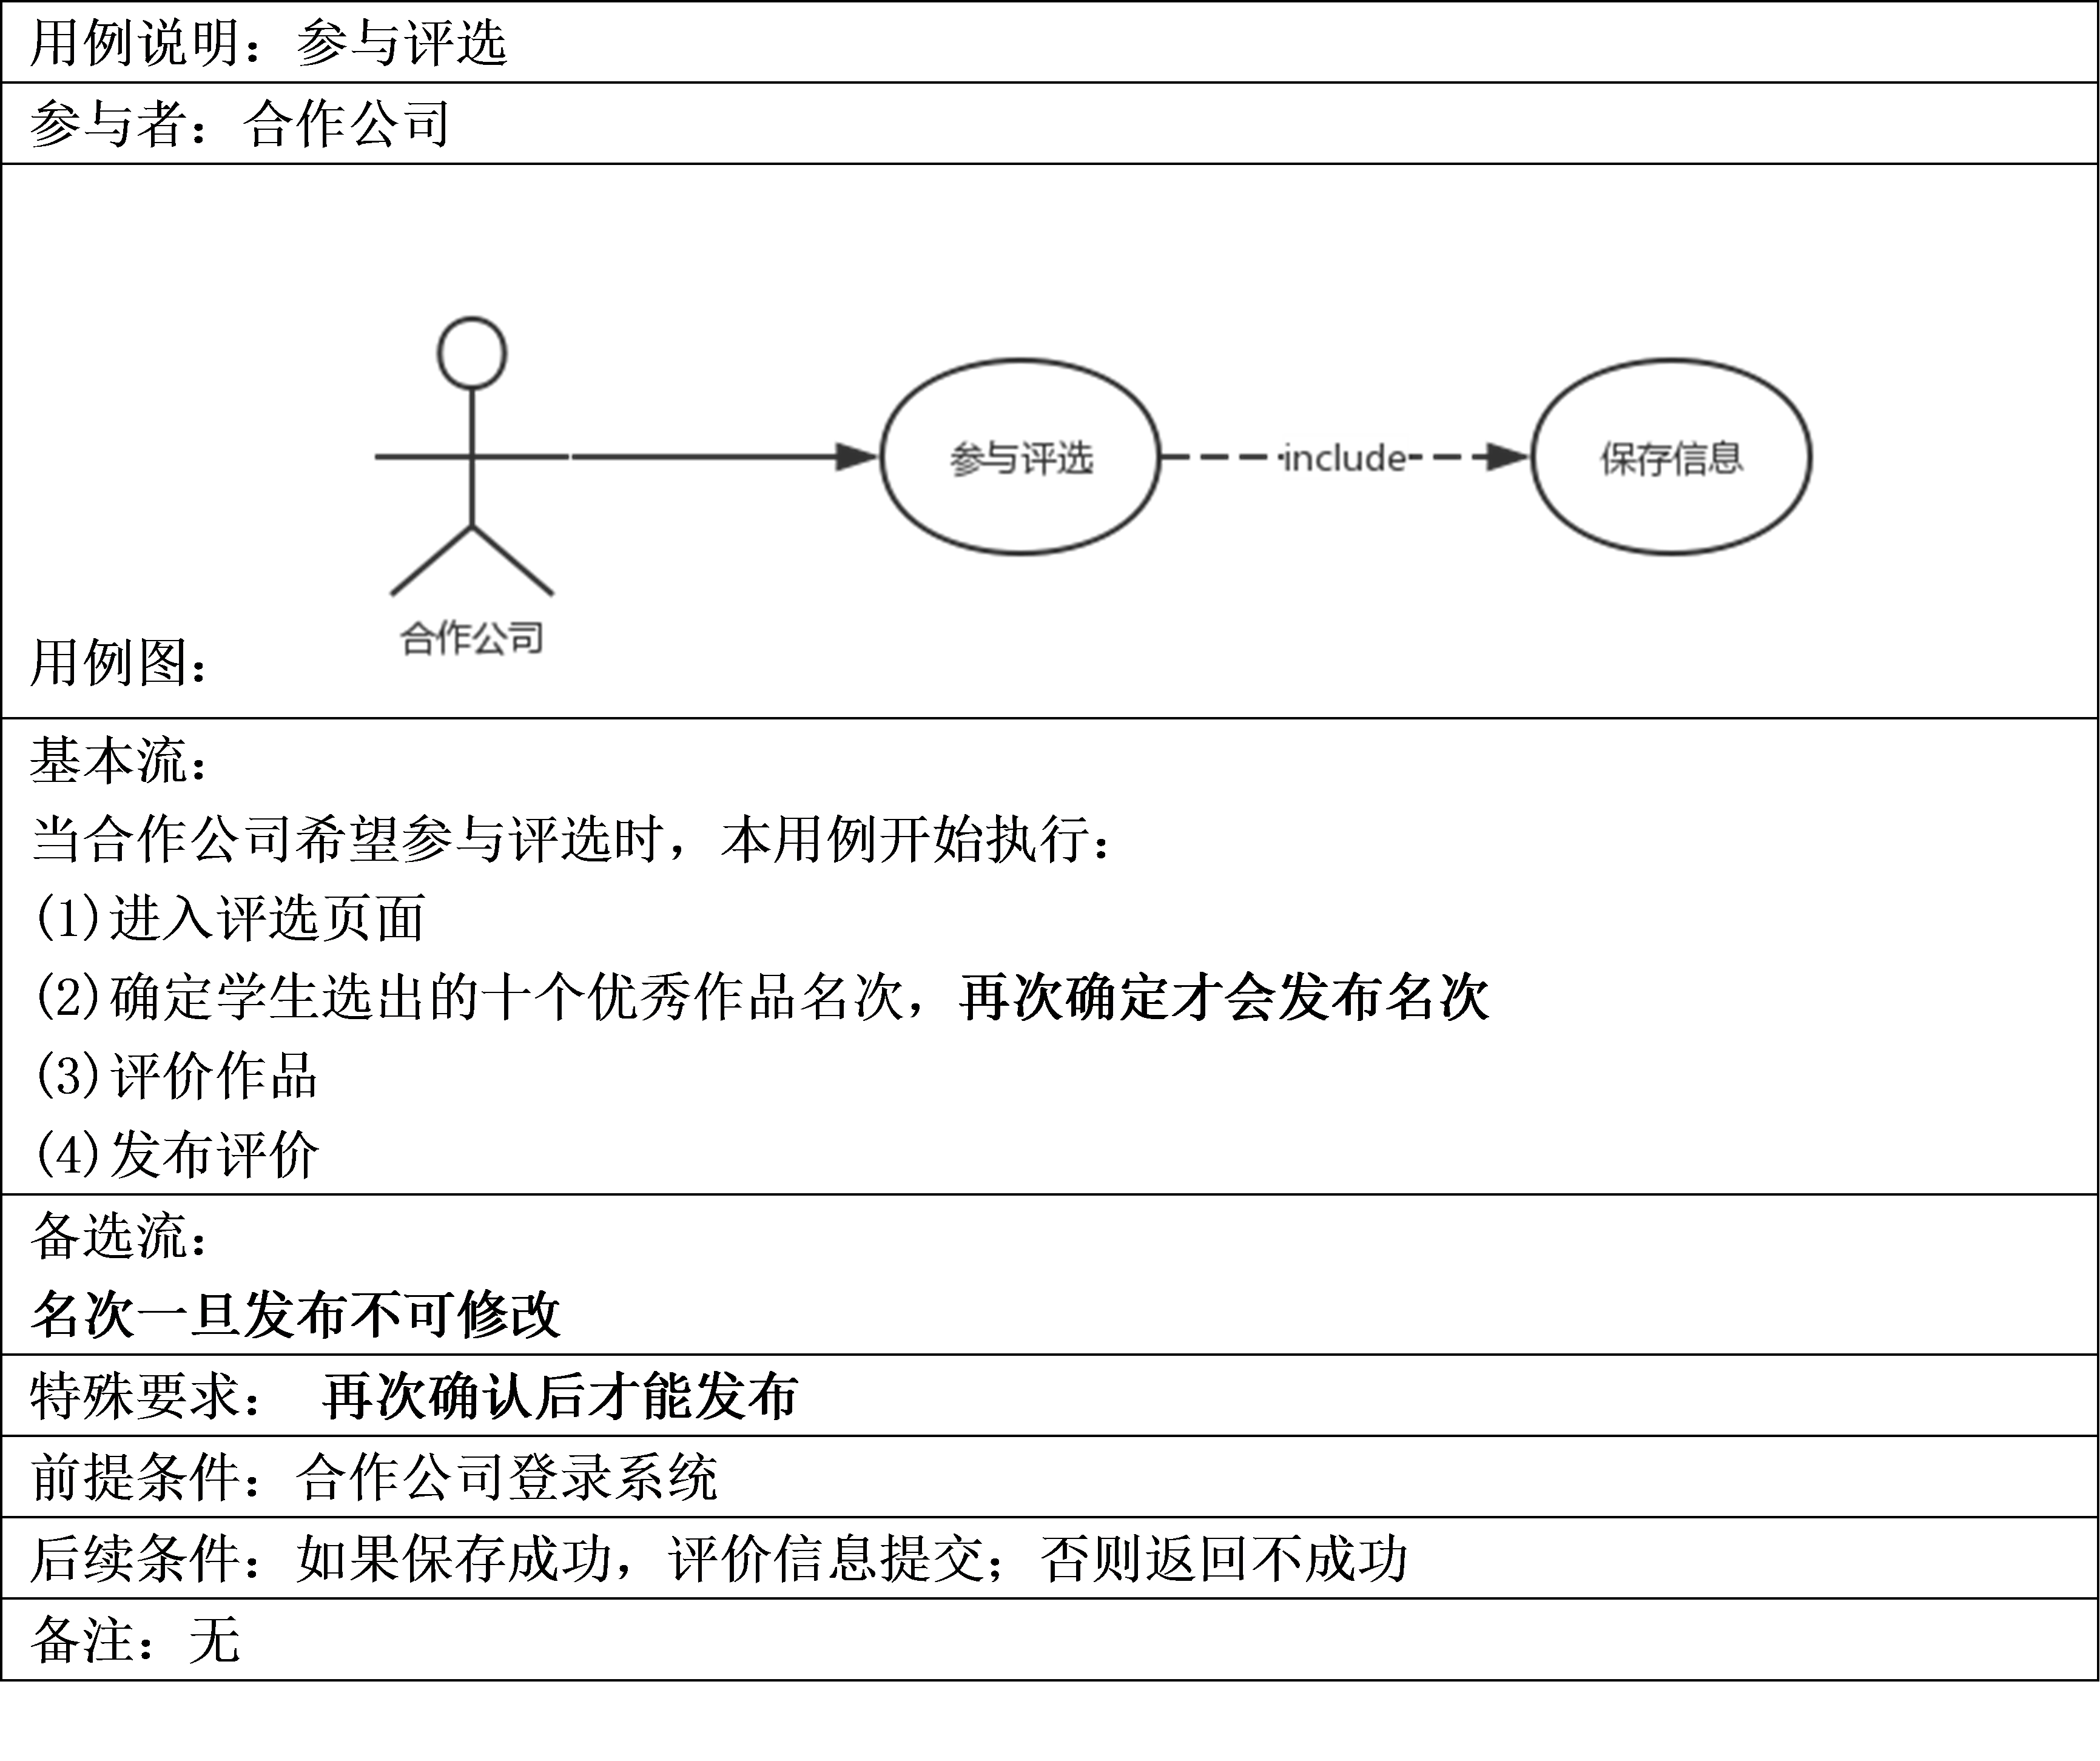 用例说明：参与评选
参与者：合作公司
参与评选
include
保存信息
合作公司
用例图：
基本流：
当合作公司希望参与评选时，本用例开始执行：
(1)进入评选页面
(2)确定学生选出的十个优秀作品名次，再次确定才会发布名次
(3)评价作品
(4)发布评价
备选流：
名次一旦发布不可修改
特殊要求： 再次确认后才能发布
前提条件：合作公司登录系统
后续条件：如果保存成功，评价信息提交；否则返回不成功
备注：无